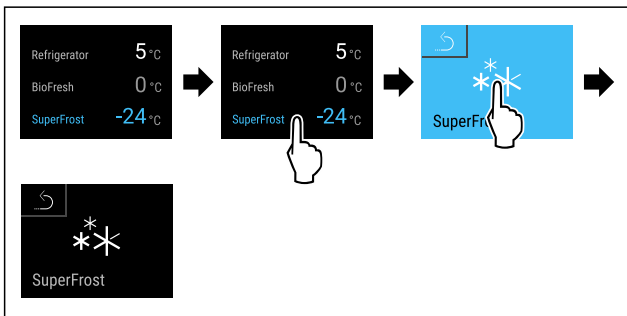 Refrigerator 5 °C
BioFresh 0 °C
SuperFrost -24 °C
Refrigerator 5 °C
BioFresh 0 °C
SuperFrost -24 °C
SuperFr
SuperFrost